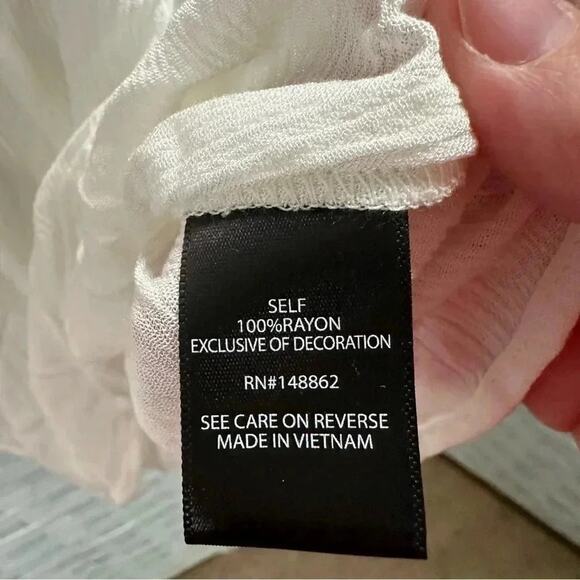 SELF
100%RAYON
EXCLUSIVE OF DECORATION
RN#148862
SEE CARE ON REVERSE
MADE IN VIETNAM